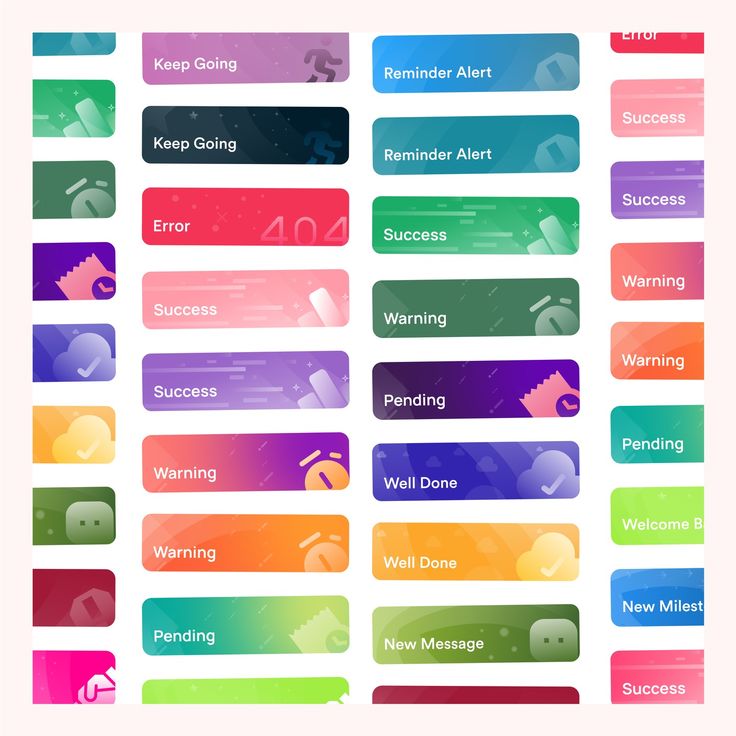 Keep Going
Keep Going
Error
404
Success
Success
Warning
Warning
Pending
Reminder Alert
Reminder Alert
Success
Warning
Pending
Well Done
Well Done
New Message
Error
Success
Success
Warning
Warning
Pending
Welcome B
New Milest
Success